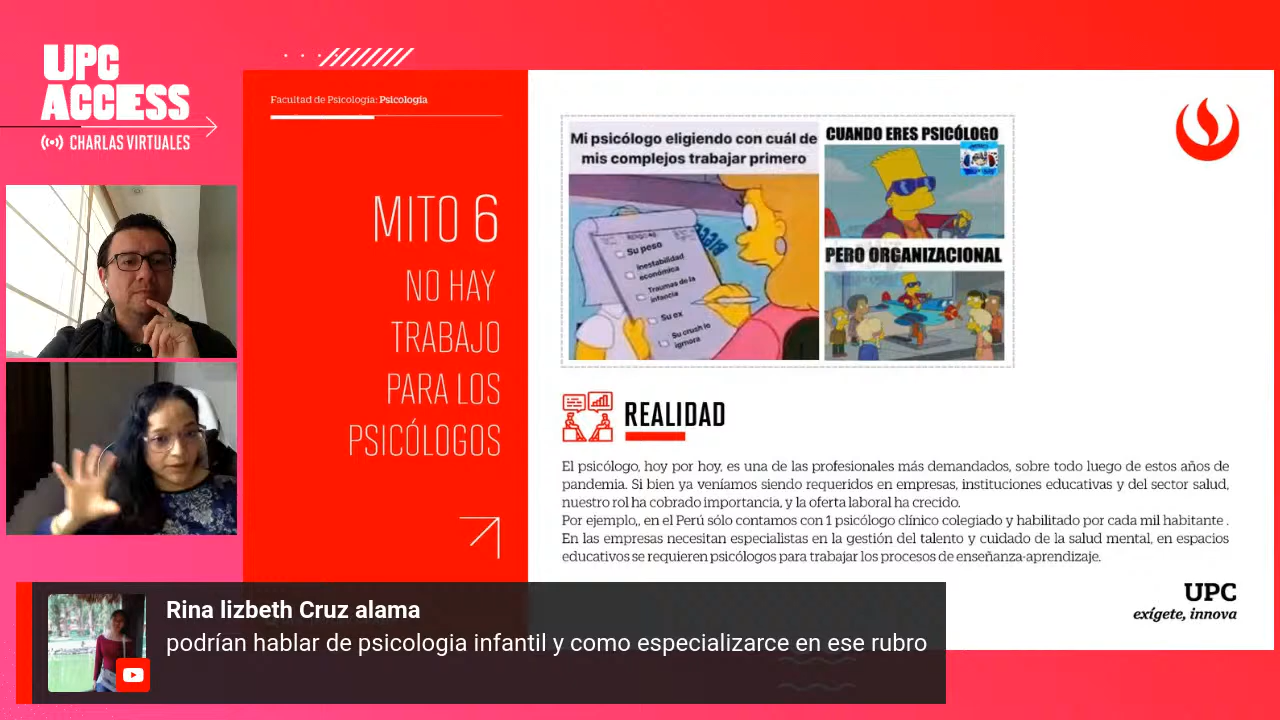 UPC
ACCESS
CHARLAS VIRTUALES
Facultad de Psicología: Psicología
MITO 6
NO HAY
TRABAJO
PARA LOS
PSICÓLOGOS
Mi psicólogo eligiendo con cuál de
mis complejos trabajar primero
Su peso
Inestabilidad
económica
Traumas de la
infancia
Su ex
Su crush lo
ignora
CUANDO ERES PSICÓLOGO
PERO ORGANIZACIONAL
REALIDAD
El psicólogo, hoy por hoy, es una de las profesionales más demandados, sobre todo luego de estos años de
pandemia. Si bien ya veníamos siendo requeridos en empresas, instituciones educativas y del sector salud,
nuestro rol ha cobrado importancia, y la oferta laboral ha crecido.
Por ejemplo,, en el Perú sólo contamos con 1 psicólogo clínico colegiado y habilitado por cada mil habitante .
En las empresas necesitan especialistas en la gestión del talento y cuidado de la salud mental, en espacios
educativos se requieren psicólogos para trabajar los procesos de enseñanza-aprendizaje.
UPC
exígete, innova
Rina lizbeth Cruz alama
podrían hablar de psicologia infantil y como especializarce en ese rubro